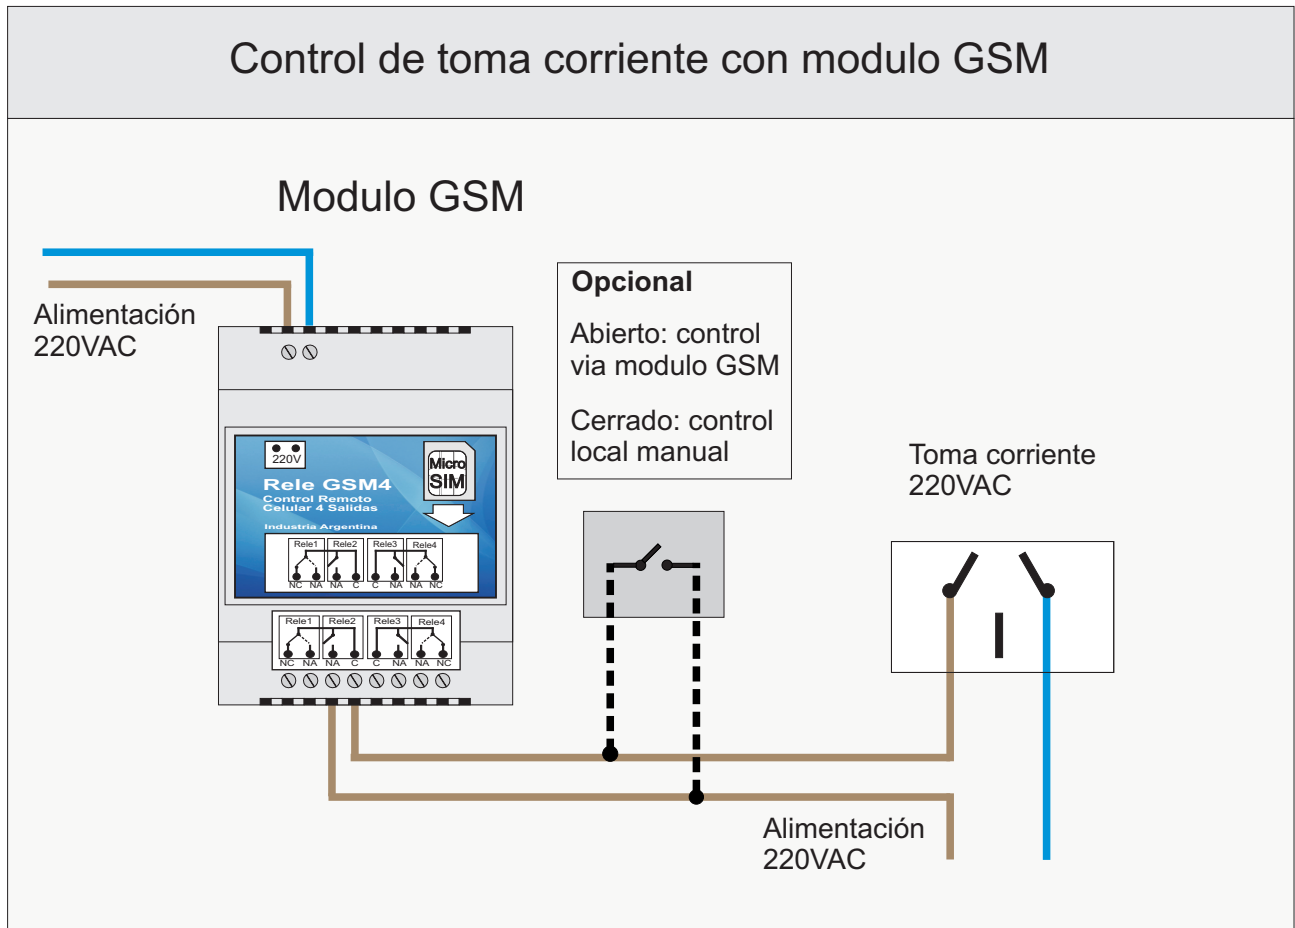 Control de toma corriente con modulo GSM
Modulo GSM
Alimentación
220VAC
Opcional
Abierto: control
via modulo GSM
Cerrado: control
local manual
Toma corriente
220VAC
220V
Micro
SIM
Rele GSM4
Control Remoto
Celular 4 Salidas
Industria Argentina
Rele1 Rele2 Rele3 Rele4
NC NA NA C C NA NA NC
Rele1 Rele2 Rele3 Rele4
NC NA NA C C NA NA NC
Alimentación
220VAC